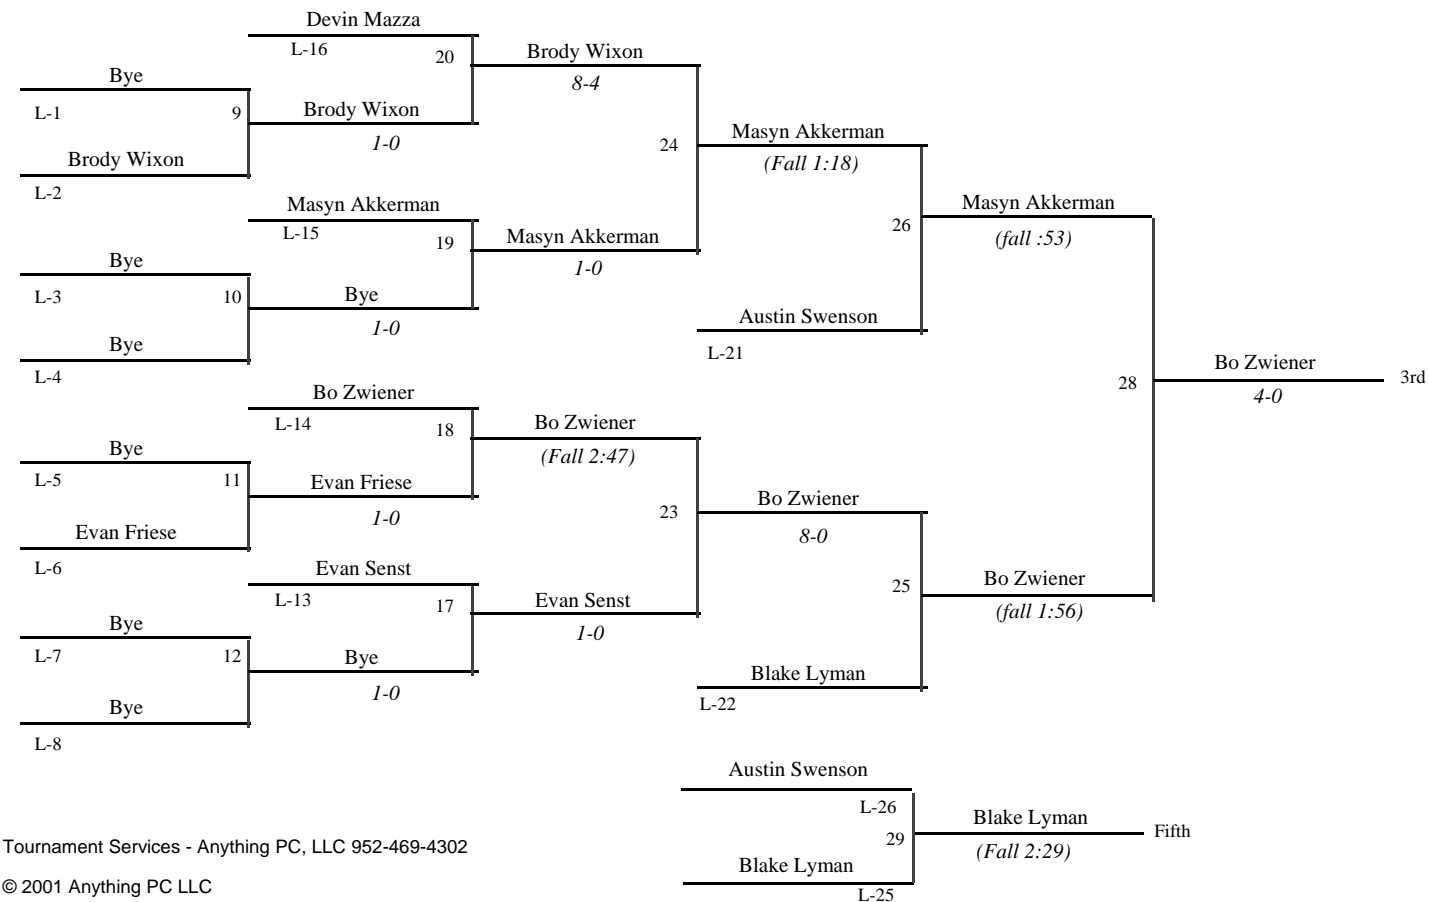 Devin Mazza
L-16
20
Brody Wixon
8-4
Bye
L-1
9
Brody Wixon
1-0
Brody Wixon
L-2
24
Masyn Akkerman
(Fall 1:18)
Masyn Akkerman
L-15
19
Masyn Akkerman
1-0
26
Masyn Akkerman
(fall :53)
Bye
L-3
10
Bye
1-0
Bye
L-4
Austin Swenson
L-21
28
Bo Zwiener
4-0
3rd
Bo Zwiener
L-14
18
Bo Zwiener
(Fall 2:47)
Bye
L-5
11
Evan Friese
1-0
Evan Friese
L-6
23
Bo Zwiener
8-0
Evan Senst
L-13
17
Evan Senst
1-0
25
Bo Zwiener
(fall 1:56)
Bye
L-7
12
Bye
1-0
Bye
L-8
Blake Lyman
L-22
Austin Swenson
L-26
29
Blake Lyman
(Fall 2:29)
Fifth
Blake Lyman
L-25
Tournament Services - Anything PC, LLC 952-469-4302
© 2001 Anything PC LLC